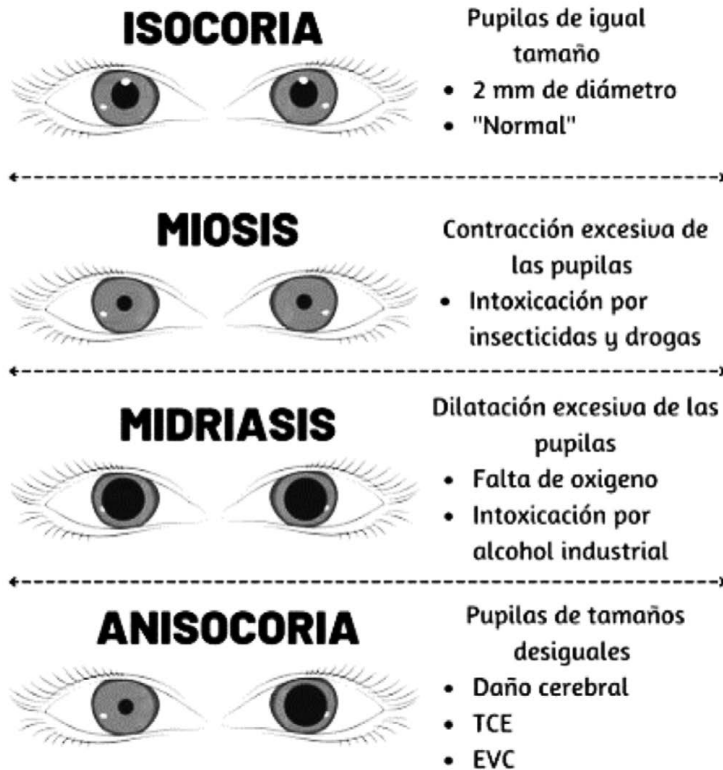 ISOCORIA
Pupilas de igual
tamaño
• 2 mm de diámetro
• "Normal"
MIOSIS
Contracción excesiva de
las pupilas
• Intoxicación por
insecticidas y drogas
MIDRIASIS
Dilatación excesiva de las
pupilas
• Falta de oxigeno
• Intoxicación por
alcohol industrial
ANISOCORIA
Pupilas de tamaños
desiguales
• Daño cerebral
• TCE
• EVC